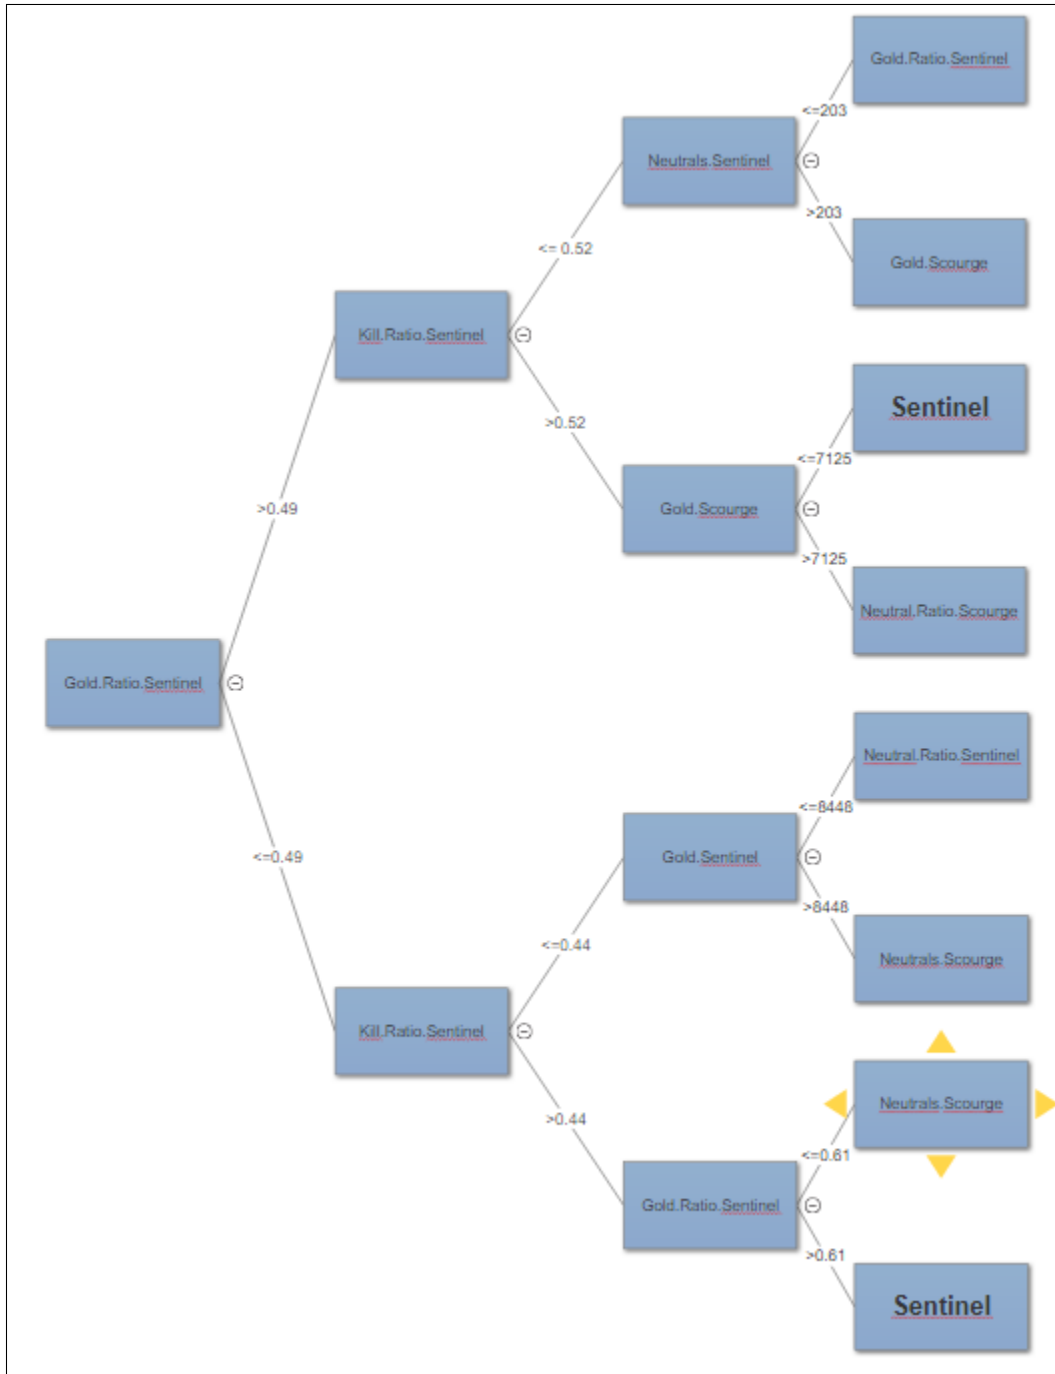 Gold.Ratio.Sentinel
<=203
Neutrals.Sentinel
>203
<= 0.52
Gold.Scourge
Kill.Ratio.Sentinel
Sentinel
>0.52
<=7125
Gold.Scourge
>0.49
>7125
Neutral.Ratio.Scourge
Gold.Ratio.Sentinel
Neutral.Ratio.Sentinel
<=8448
<=0.49
Gold.Sentinel
>8448
<=0.44
Neutrals.Scourge
Kill.Ratio.Sentinel
Neutrals.Scourge
>0.44
<=0.61
Gold.Ratio.Sentinel
>0.61
Sentinel